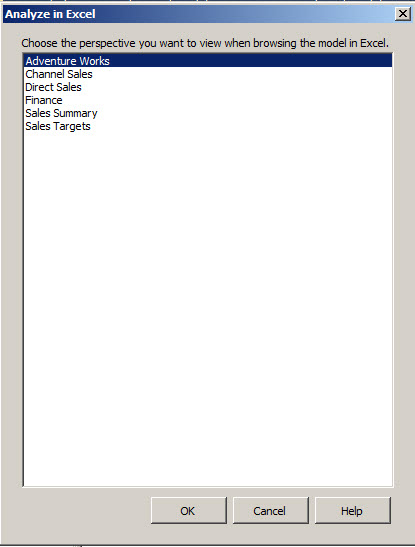 Analyze in Excel
Choose the perspective you want to view when browsing the model in Excel.
Adventure Works
Channel Sales
Direct Sales
Finance
Sales Summary
Sales Targets
OK
Cancel
Help